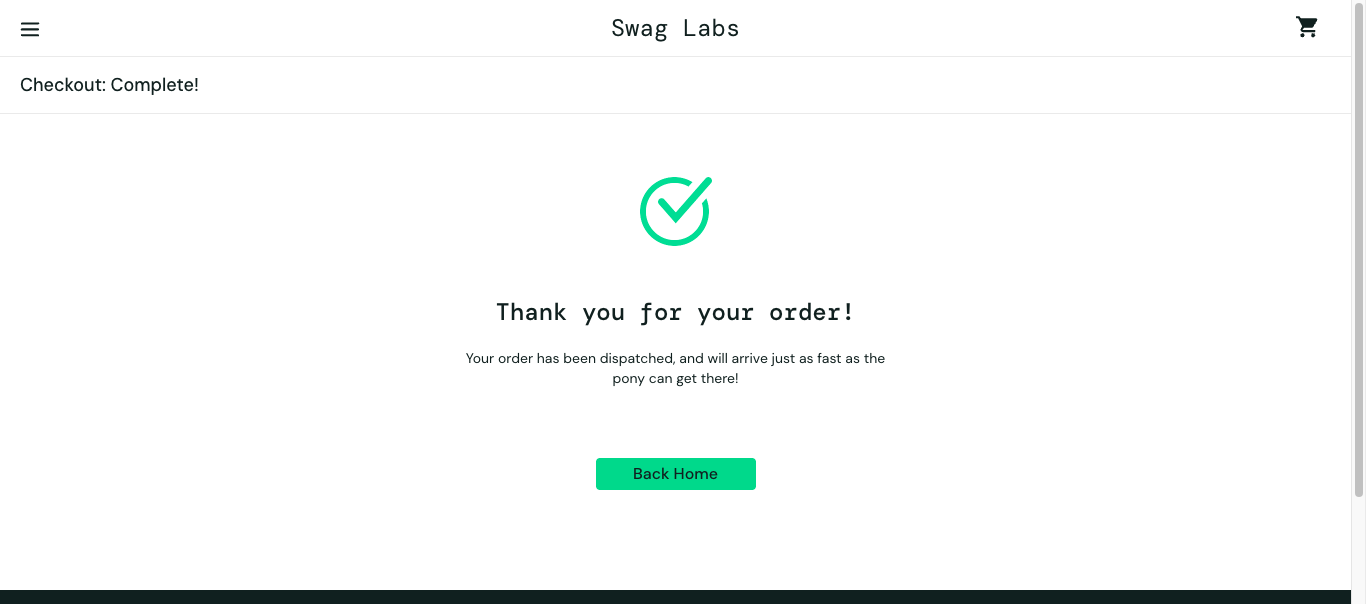 Swag Labs
Checkout: Complete!
Thank you for your order!
Your order has been dispatched, and will arrive just as fast as the
pony can get there!
Back Home